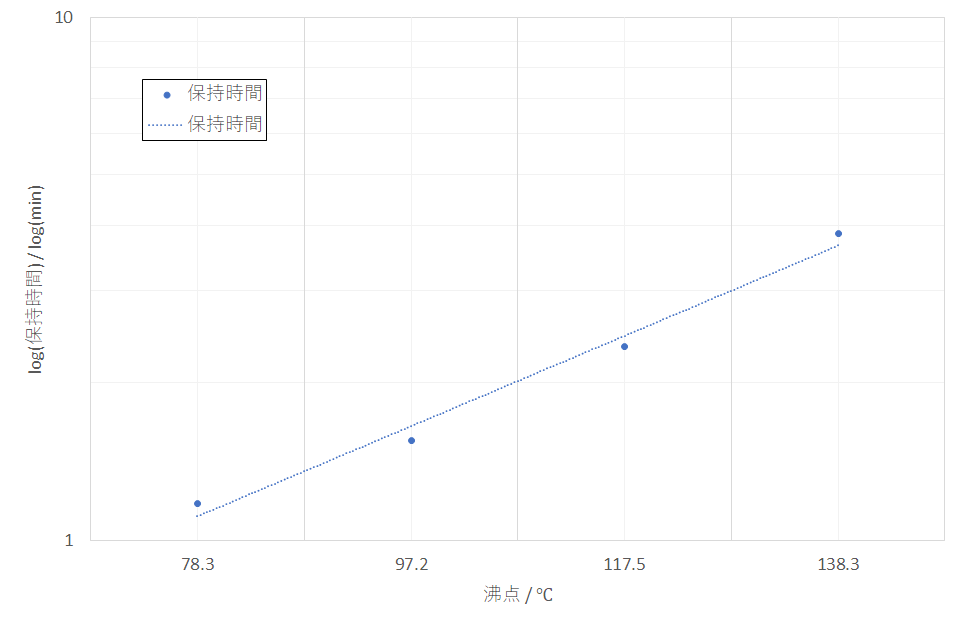 10
保持時間
保持時間
log(保持時間) / log(min)
1
78.3 97.2 117.5 138.3
沸点 / ℃